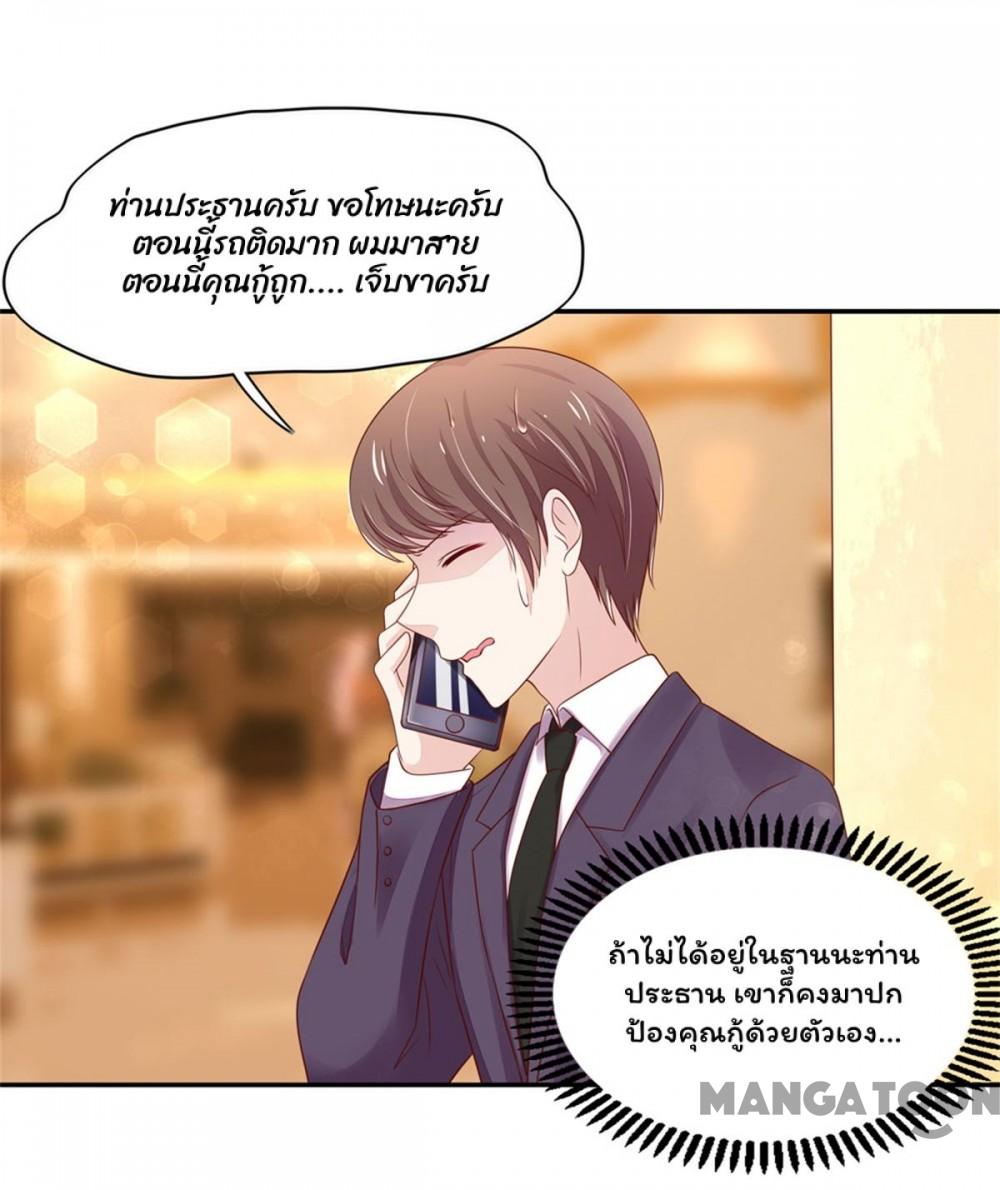 ท่านประธานครับ ขอโทษนะครับ
ตอนนี้รถติดมาก ผมมาสาย
ตอนนี้คุณกู้ถูก.... เจ็บขาครับ
ถ้าไม่ได้อยู่ในฐานนะท่าน
ประธาน เขาก็คงมาปก
ป้องคุณกู้ด้วยตัวเอง...
MANGA TOON